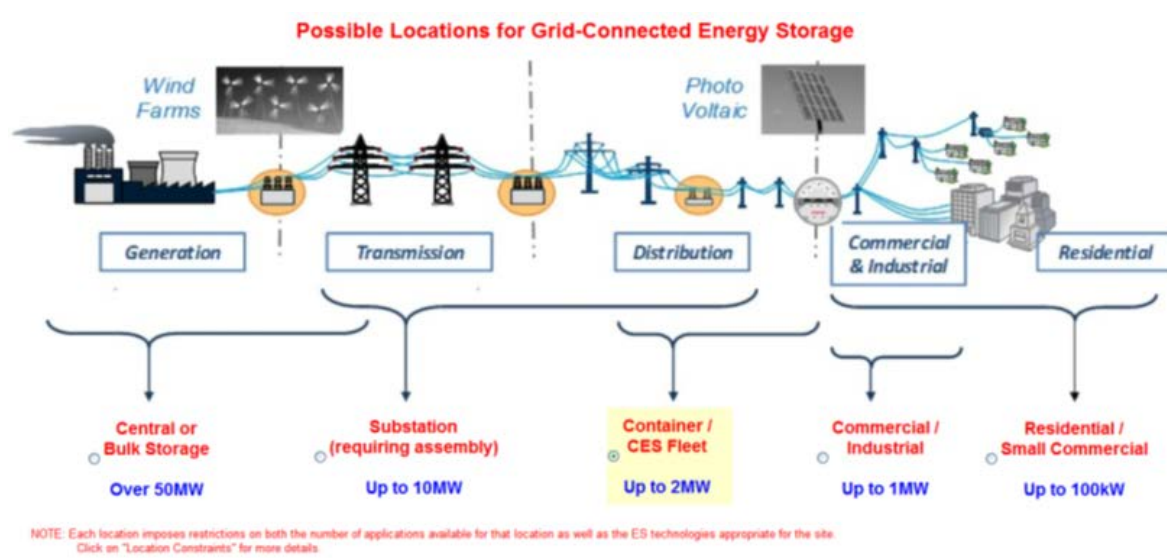 Possible Locations for Grid-Connected Energy Storage
Wind
Farms
Photo
Voltaic
Generation
Transmission
Distribution
Commercial
& Industrial
Residential
Central or
Bulk Storage
Over 50MW
Substation
(requiring assembly)
Up to 10MW
Container /
CES Fleet
Up to 2MW
Commercial /
Industrial
Up to 1MW
Residential /
Small Commercial
Up to 100kW
NOTE: Each location imposes restrictions on both the number of applications available for that location as well as the ES technologies appropriate for the site.
Click on "Location Constraints" for more details